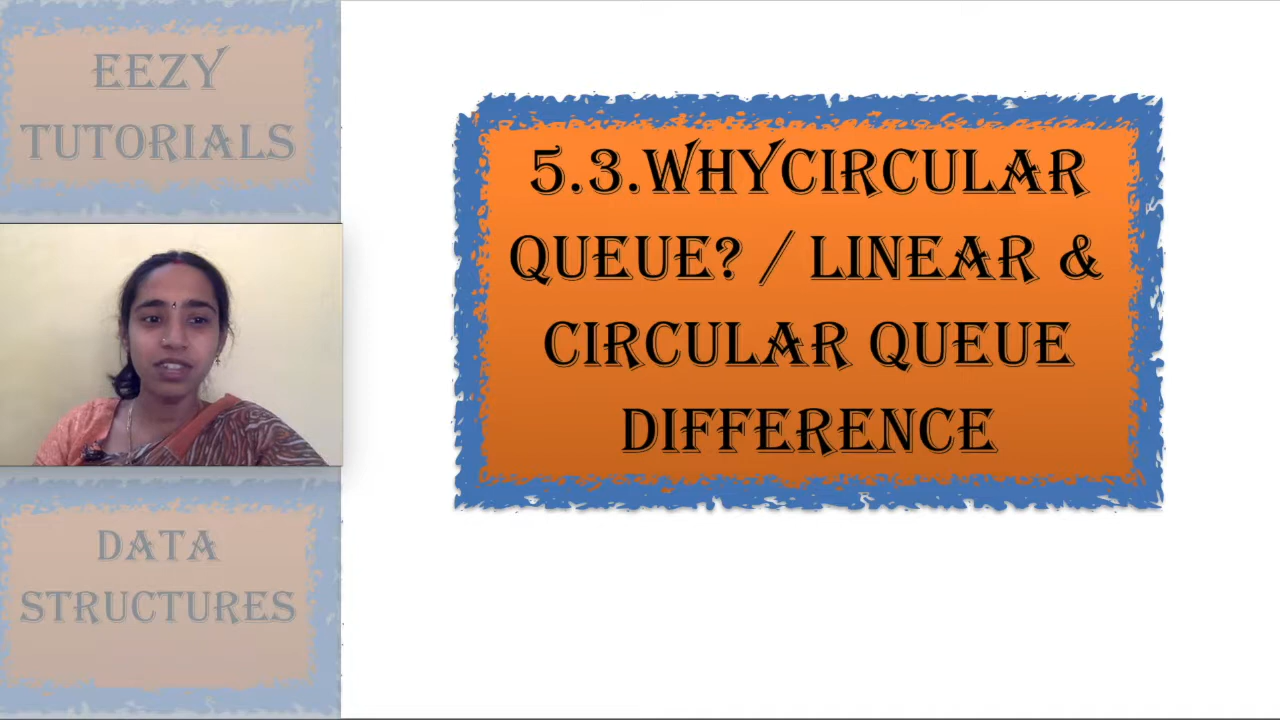 EEZY
TUTORIALS
5.3.WHYCIRCULAR
QUEUE? / LINEAR &
CIRCULAR QUEUE
DIFFERENCE
DATA
STRUCTURES